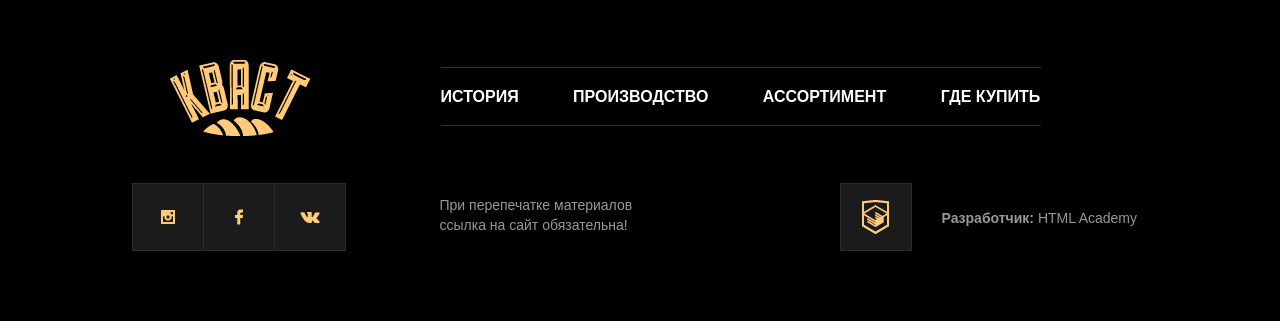 КВАСТ
ИСТОРИЯ ПРОИЗВОДСТВО АССОРТИМЕНТ ГДЕ КУПИТЬ
При перепечатке материалов
ссылка на сайт обязательна!
Разработчик: HTML Academy